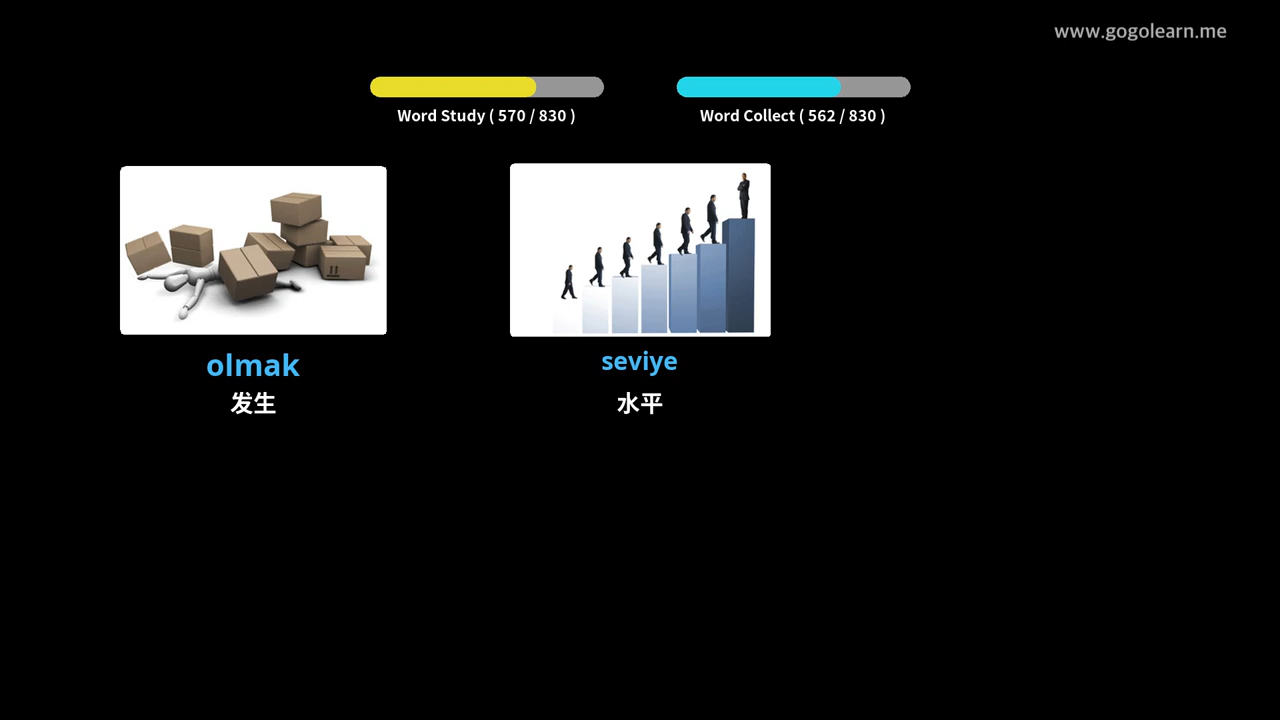 www.gogolearn.me
Word Study ( 570 / 830 )
Word Collect ( 562 / 830 )
olmak
发生
seviye
水平